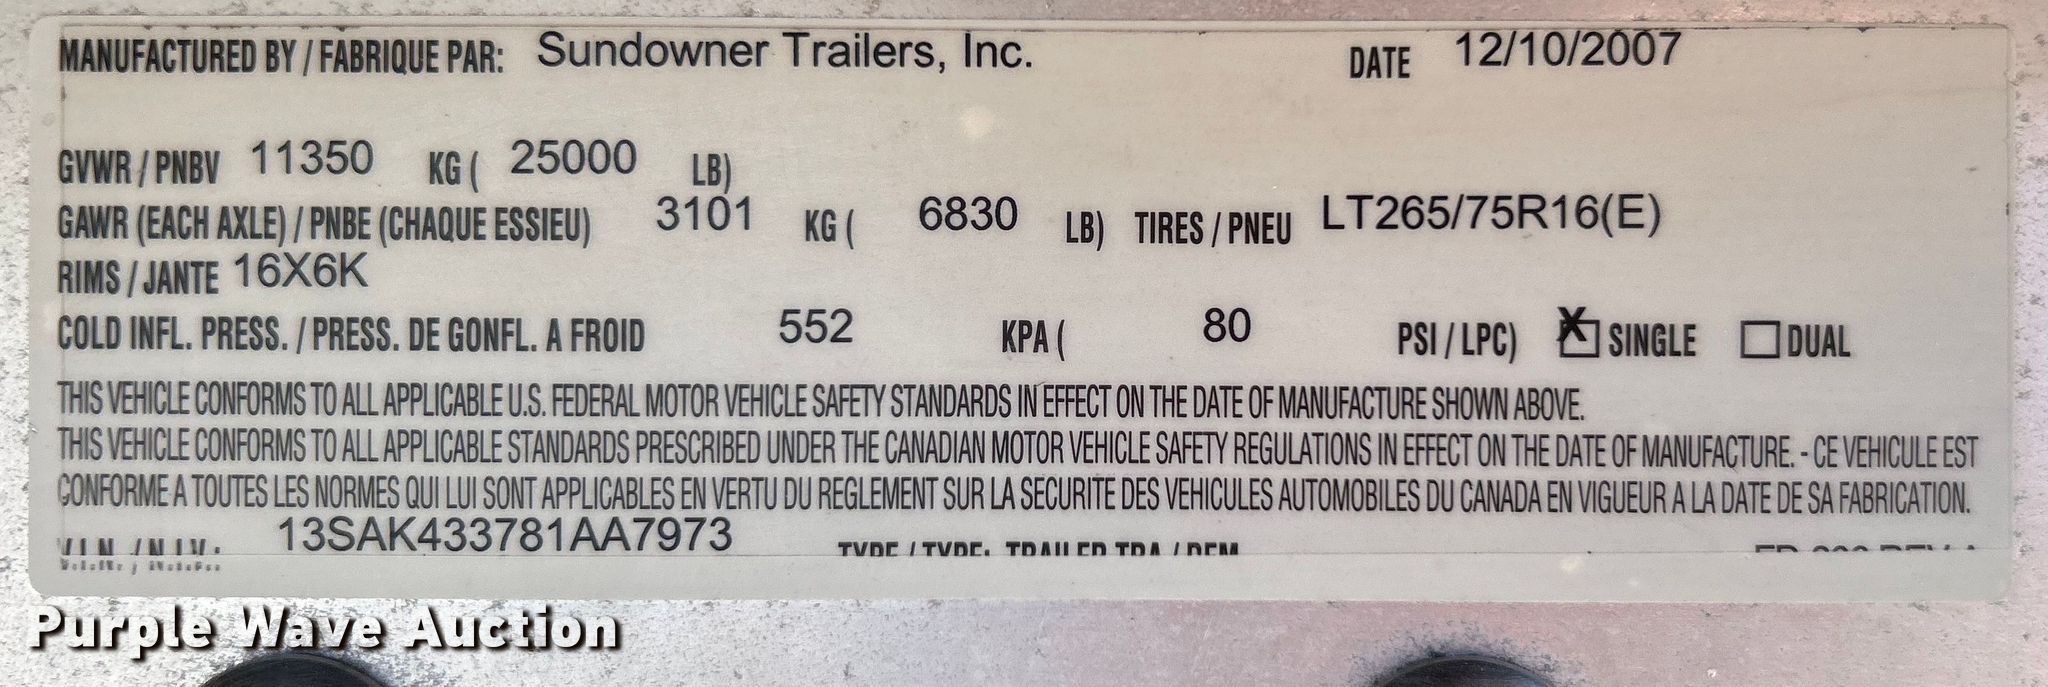 MANUFACTURED BY / FABRIQUE PAR: Sundowner Trailers, Inc. DATE 12/10/2007
GVWR / PNBV 11350 KG ( 25000 LB)
GAWR (EACH AXLE) / PNBE (CHAQUE ESSIEU) 3101 KG ( 6830 LB) TIRES / PNEU LT265/75R16(E)
RIMS / JANTE 16X6K
COLD INFL. PRESS. / PRESS. DE GONFL. A FROID 552 KPA ( 80 PSI / LPC) X SINGLE DUAL
THIS VEHICLE CONFORMS TO ALL APPLICABLE U.S. FEDERAL MOTOR VEHICLE SAFETY STANDARDS IN EFFECT ON THE DATE OF MANUFACTURE SHOWN ABOVE.
THIS VEHICLE CONFORMS TO ALL APPLICABLE STANDARDS PRESCRIBED UNDER THE CANADIAN MOTOR VEHICLE SAFETY REGULATIONS IN EFFECT ON THE DATE OF MANUFACTURE. - CE VEHICULE EST
CONFORME A TOUTES LES NORMES QUI LUI SONT APPLICABLES EN VERTU DU REGLEMENT SUR LA SECURITE DES VEHICULES AUTOMOBILES DU CANADA EN VIGUEUR A LA DATE DE SA FABRICATION.
V.I.N. / N.I.V.: 13SAK433781AA7973 TYPE / TYPE: TRAILER TRA / REM
Purple Wave Auction